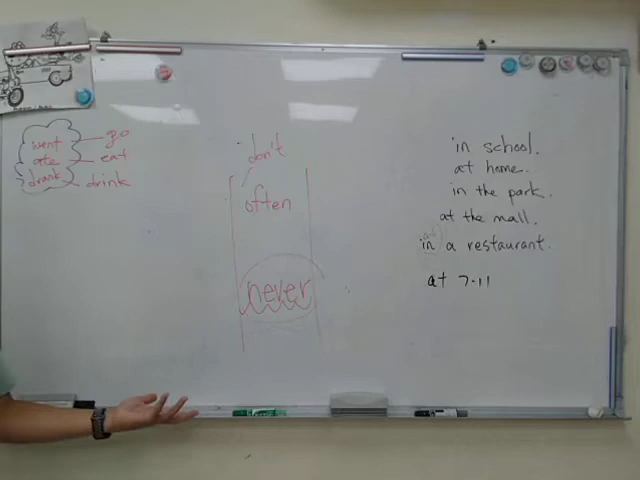 went go
ate eat
drank drink
don't
often
never
in school.
at home.
in the park.
at the mall.
at
in a restaurant.
at 7-11